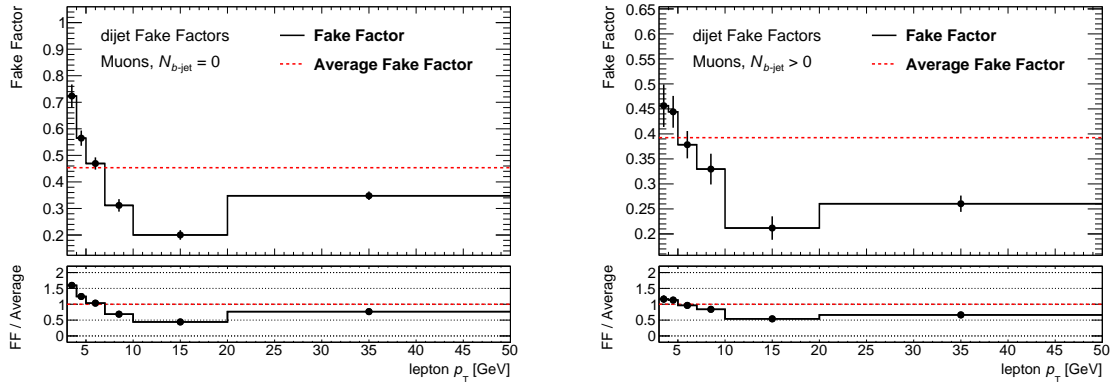 Fake Factor
1
0.9
0.8
0.7
0.6
0.5
0.4
0.3
0.2
dijet Fake Factors
Muons, N_b-jet = 0
Fake Factor
Average Fake Factor
FF / Average
2
1.5
1
0.5
0
5 10 15 20 25 30 35 40 45 50
lepton p_T [GeV]
Fake Factor
0.65
0.6
0.55
0.5
0.45
0.4
0.35
0.3
0.25
0.2
dijet Fake Factors
Muons, N_b-jet > 0
Fake Factor
Average Fake Factor
FF / Average
2
1.5
1
0.5
0
5 10 15 20 25 30 35 40 45 50
lepton p_T [GeV]